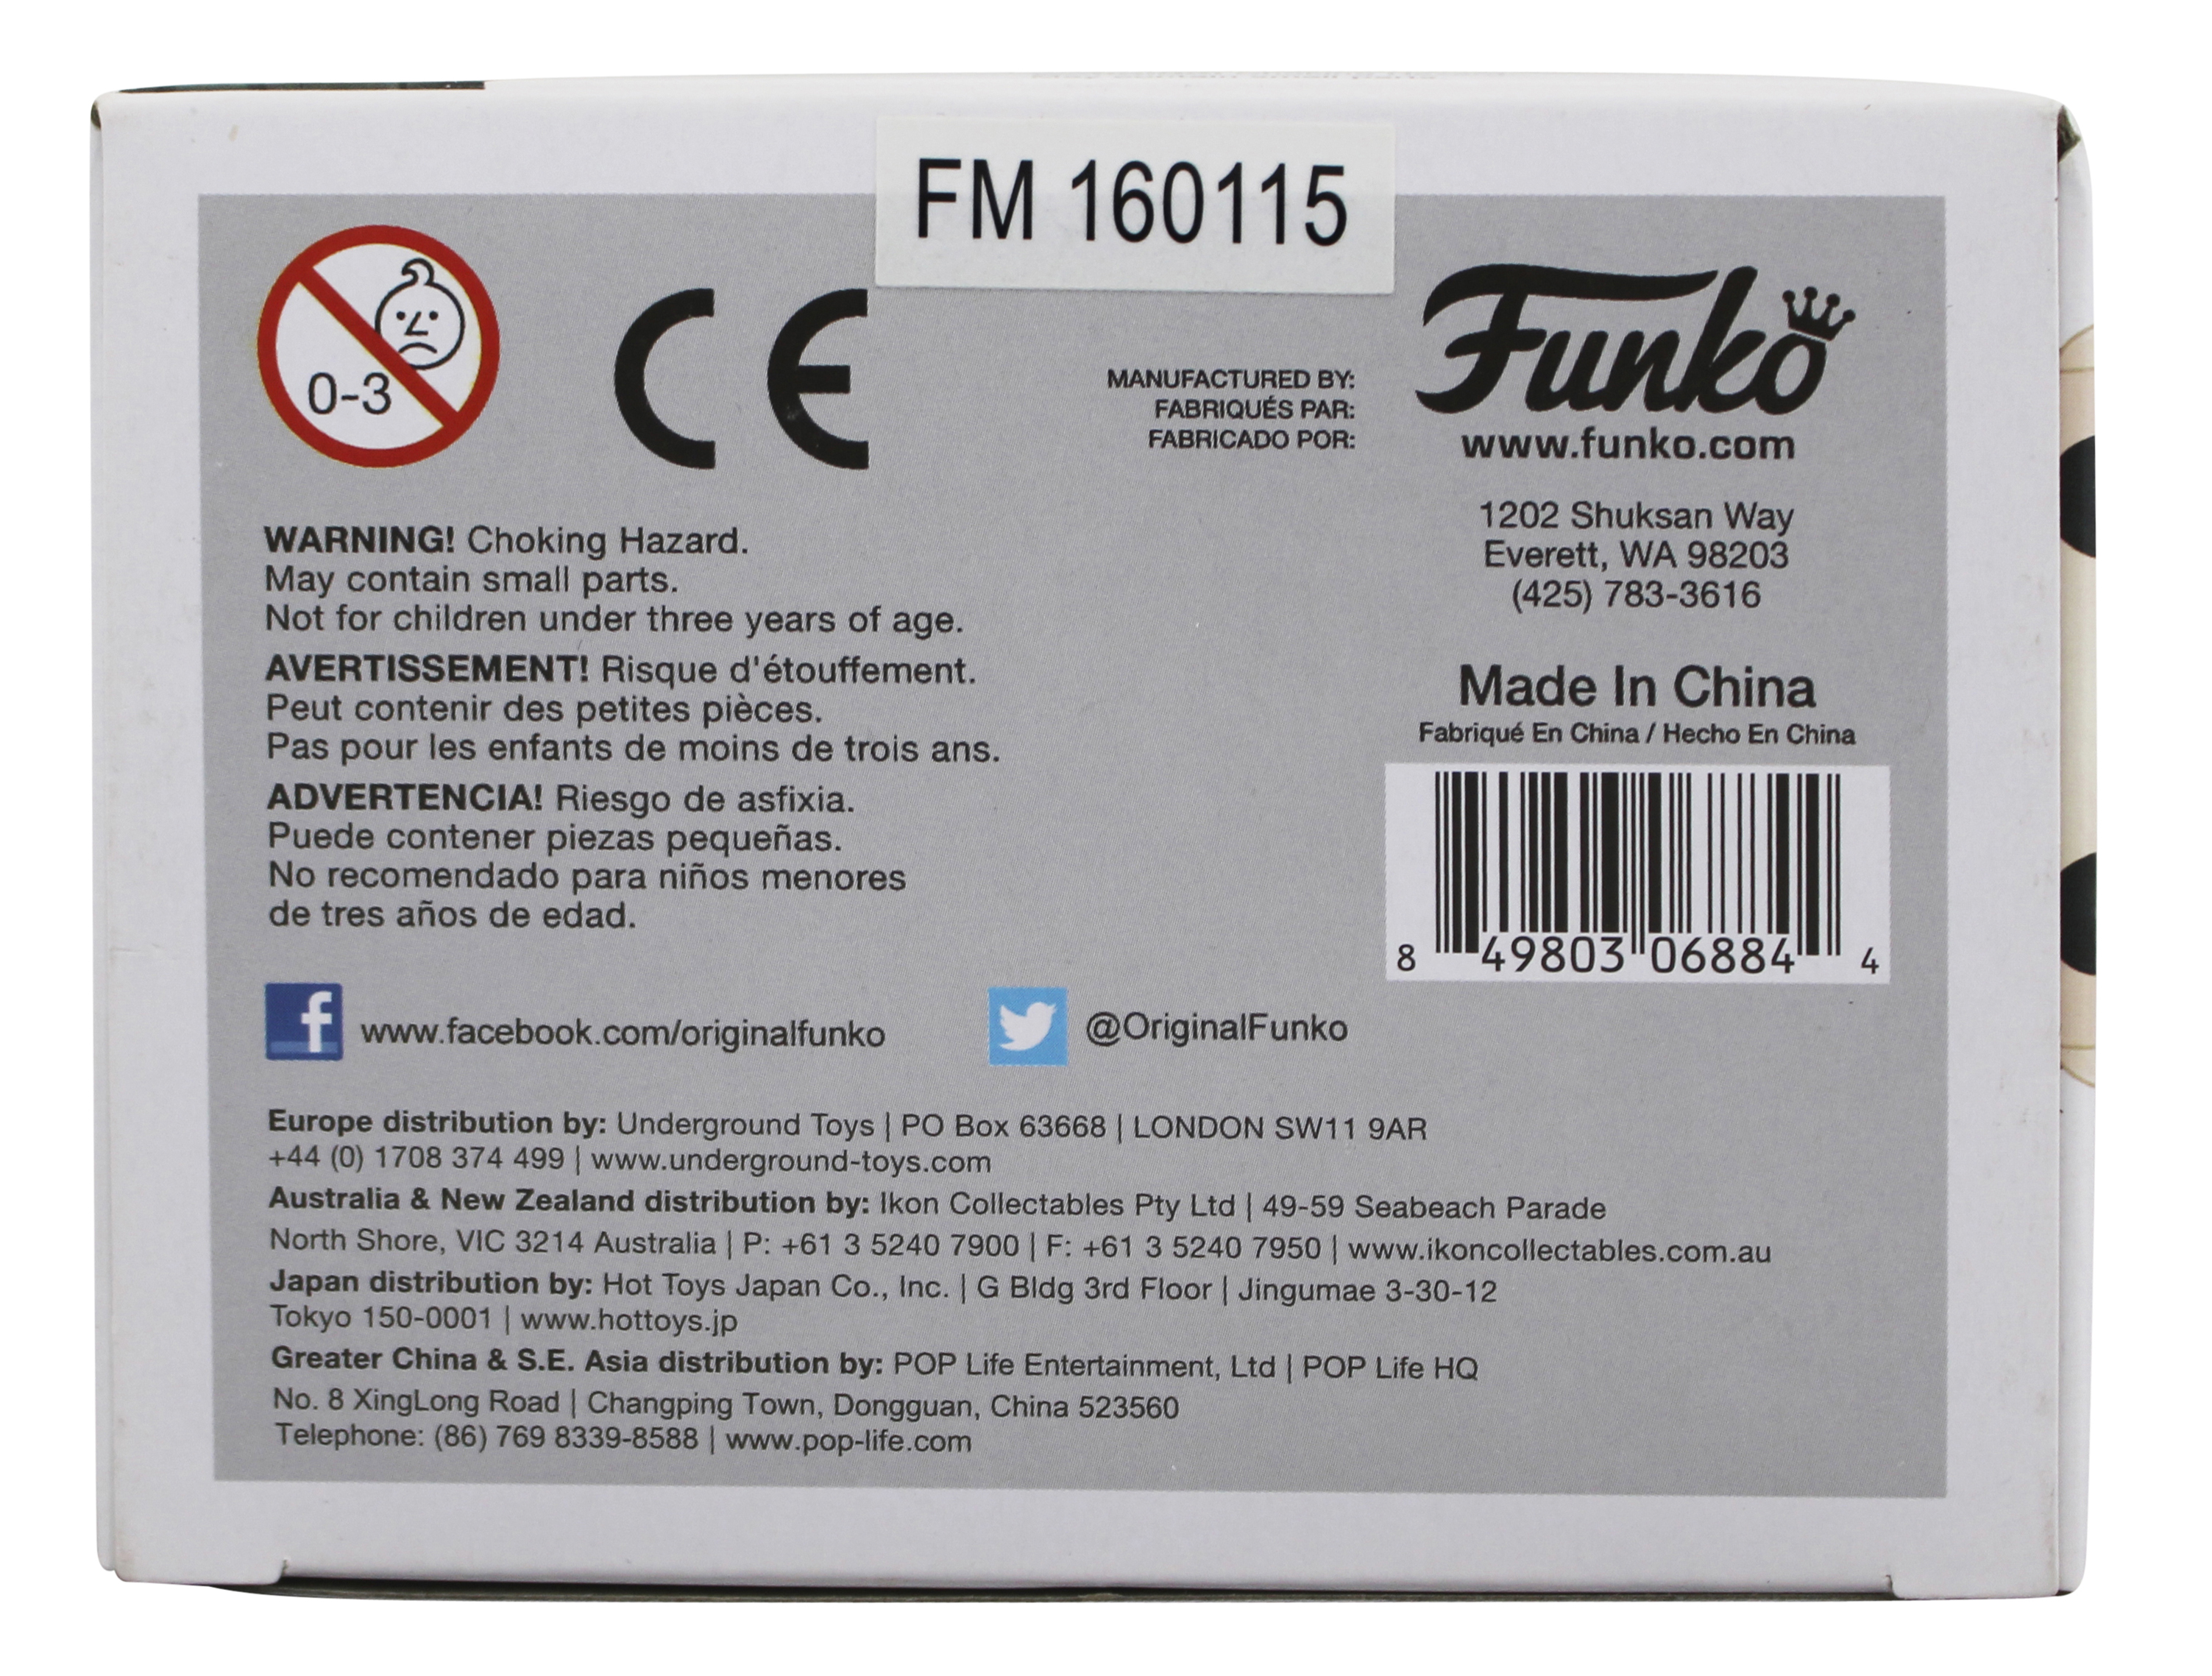 FM 160115
0-3
CE
MANUFACTURED BY:
FABRIQUÉS PAR:
FABRICADO POR:
Funko
www.funko.com
1202 Shuksan Way
Everett, WA 98203
(425) 783-3616
WARNING! Choking Hazard.
May contain small parts.
Not for children under three years of age.
AVERTISSEMENT! Risque d'étouffement.
Peut contenir des petites pièces.
Pas pour les enfants de moins de trois ans.
ADVERTENCIA! Riesgo de asfixia.
Puede contener piezas pequeñas.
No recomendado para niños menores
de tres años de edad.
Made In China
Fabriqué En China / Hecho En China
8 49803 06884 4
f www.facebook.com/originalfunko
@OriginalFunko
Europe distribution by: Underground Toys | PO Box 63668 | LONDON SW11 9AR
+44 (0) 1708 374 499 | www.underground-toys.com
Australia & New Zealand distribution by: Ikon Collectables Pty Ltd | 49-59 Seabeach Parade
North Shore, VIC 3214 Australia | P: +61 3 5240 7900 | F: +61 3 5240 7950 | www.ikoncollectables.com.au
Japan distribution by: Hot Toys Japan Co., Inc. | G Bldg 3rd Floor | Jingumae 3-30-12
Tokyo 150-0001 | www.hottoys.jp
Greater China & S.E. Asia distribution by: POP Life Entertainment, Ltd | POP Life HQ
No. 8 XingLong Road | Changping Town, Dongguan, China 523560
Telephone: (86) 769 8339-8588 | www.pop-life.com